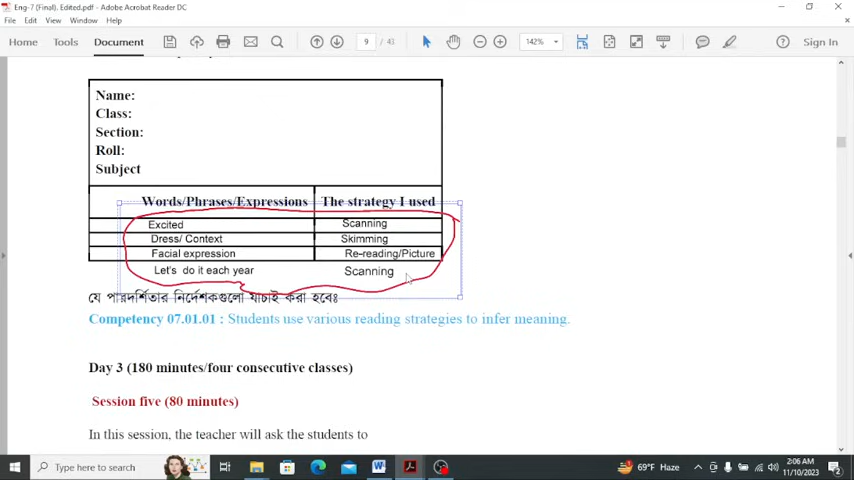 Eng-7 (Final). Edited.pdf - Adobe Acrobat Reader DC
File Edit View Window Help
Home Tools Document 9 / 43 142% Sign In
Name:
Class:
Section:
Roll:
Subject
Words/Phrases/Expressions The strategy I used
Excited Scanning
Dress/ Context Skimming
Facial expression Re-reading/Picture
Let's do it each year Scanning
যে পারদর্শিতার নির্দেশকগুলো যাচাই করা হবেঃ
Competency 07.01.01 : Students use various reading strategies to infer meaning.
Day 3 (180 minutes/four consecutive classes)
Session five (80 minutes)
In this session, the teacher will ask the students to
Type here to search 69°F Haze 2:06 AM
11/10/2023